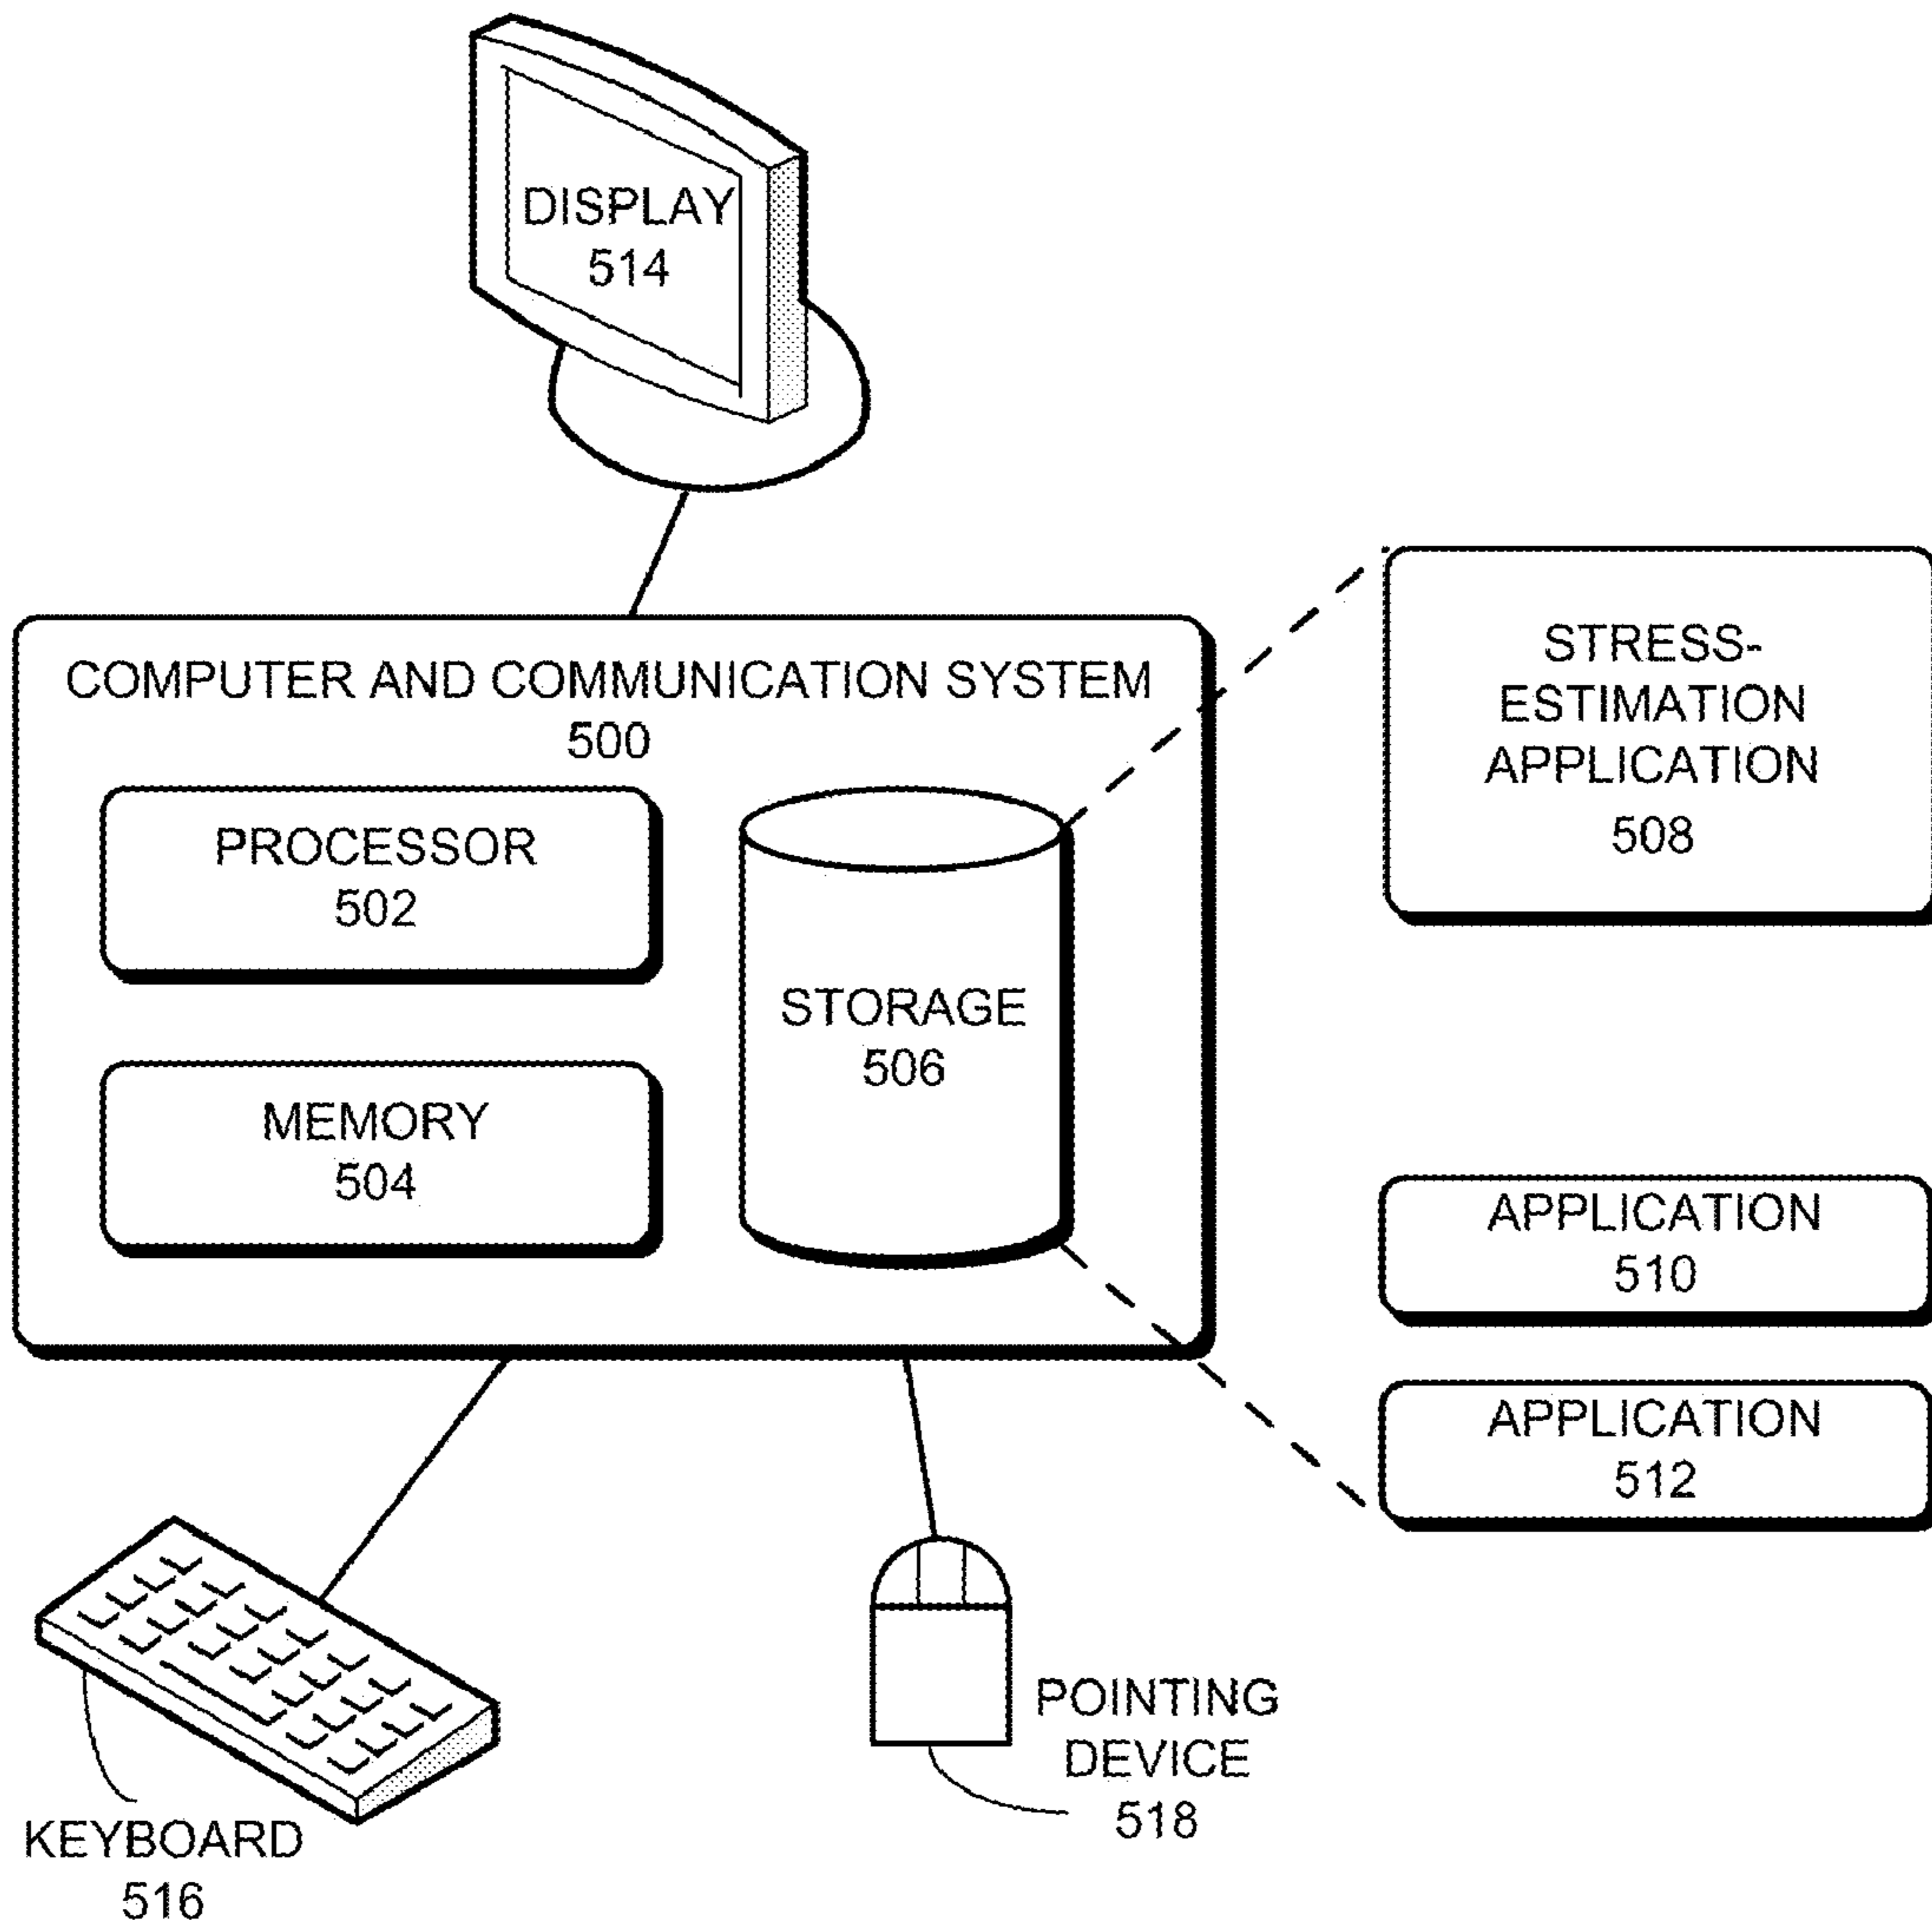 DISPLAY
514
COMPUTER AND COMMUNICATION SYSTEM
500
PROCESSOR
502
MEMORY
504
STORAGE
506
STRESS-
ESTIMATION
APPLICATION
508
APPLICATION
510
APPLICATION
512
KEYBOARD
516
POINTING
DEVICE
518